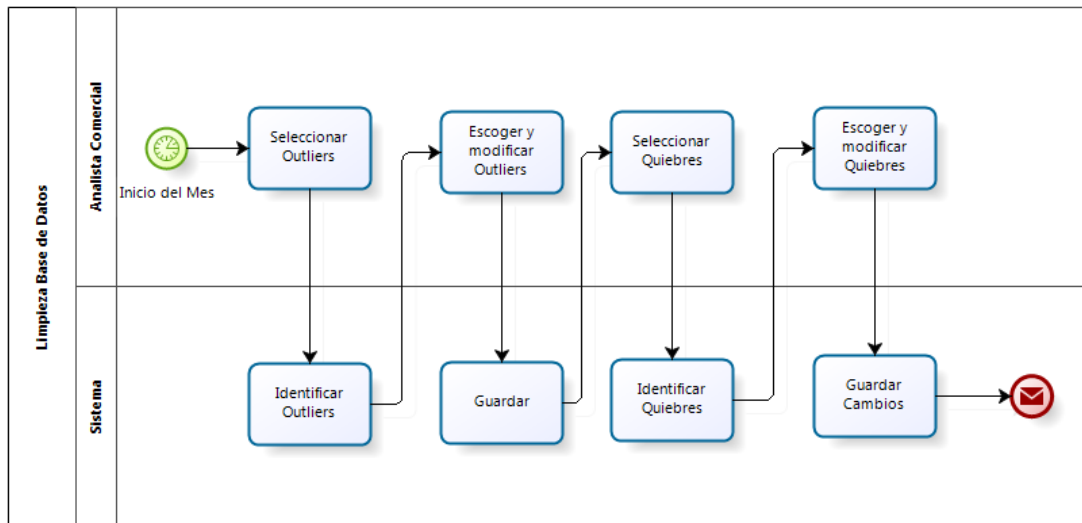 Limpieza Base de Datos
Analista Comercial
Inicio del Mes
Seleccionar
Outliers
Escoger y
modificar
Outliers
Seleccionar
Quiebres
Escoger y
modificar
Quiebres
Sistema
Identificar
Outliers
Guardar
Identificar
Quiebres
Guardar
Cambios